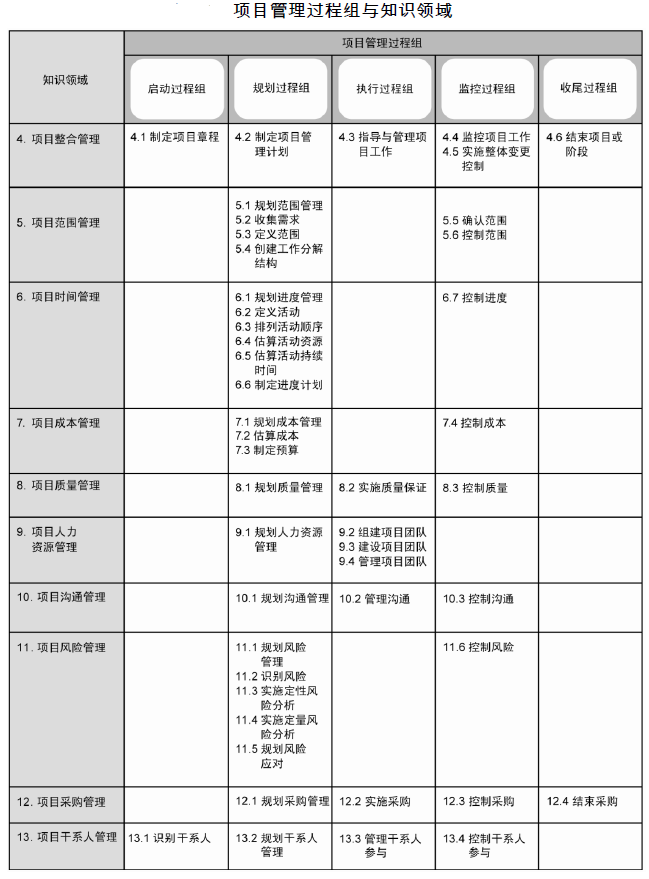 项目管理过程组与知识领域
知识领域
项目管理过程组
启动过程组
规划过程组
执行过程组
监控过程组
收尾过程组
4. 项目整合管理
4.1 制定项目章程
4.2 制定项目管
理计划
4.3 指导与管理项
目工作
4.4 监控项目工作
4.5 实施整体变更
控制
4.6 结束项目或
阶段
5. 项目范围管理
5.1 规划范围管理
5.2 收集需求
5.3 定义范围
5.4 创建工作分解
结构
5.5 确认范围
5.6 控制范围
6. 项目时间管理
6.1 规划进度管理
6.2 定义活动
6.3 排列活动顺序
6.4 估算活动资源
6.5 估算活动持续
时间
6.6 制定进度计划
6.7 控制进度
7. 项目成本管理
7.1 规划成本管理
7.2 估算成本
7.3 制定预算
7.4 控制成本
8. 项目质量管理
8.1 规划质量管理
8.2 实施质量保证
8.3 控制质量
9. 项目人力
资源管理
9.1 规划人力资源
管理
9.2 组建项目团队
9.3 建设项目团队
9.4 管理项目团队
10. 项目沟通管理
10.1 规划沟通管理
10.2 管理沟通
10.3 控制沟通
11. 项目风险管理
11.1 规划风险
管理
11.2 识别风险
11.3 实施定性风
险分析
11.4 实施定量风
险分析
11.5 规划风险
应对
11.6 控制风险
12. 项目采购管理
12.1 规划采购管理
12.2 实施采购
12.3 控制采购
12.4 结束采购
13. 项目干系人管理
13.1 识别干系人
13.2 规划干系人
管理
13.3 管理干系人
参与
13.4 控制干系人
参与